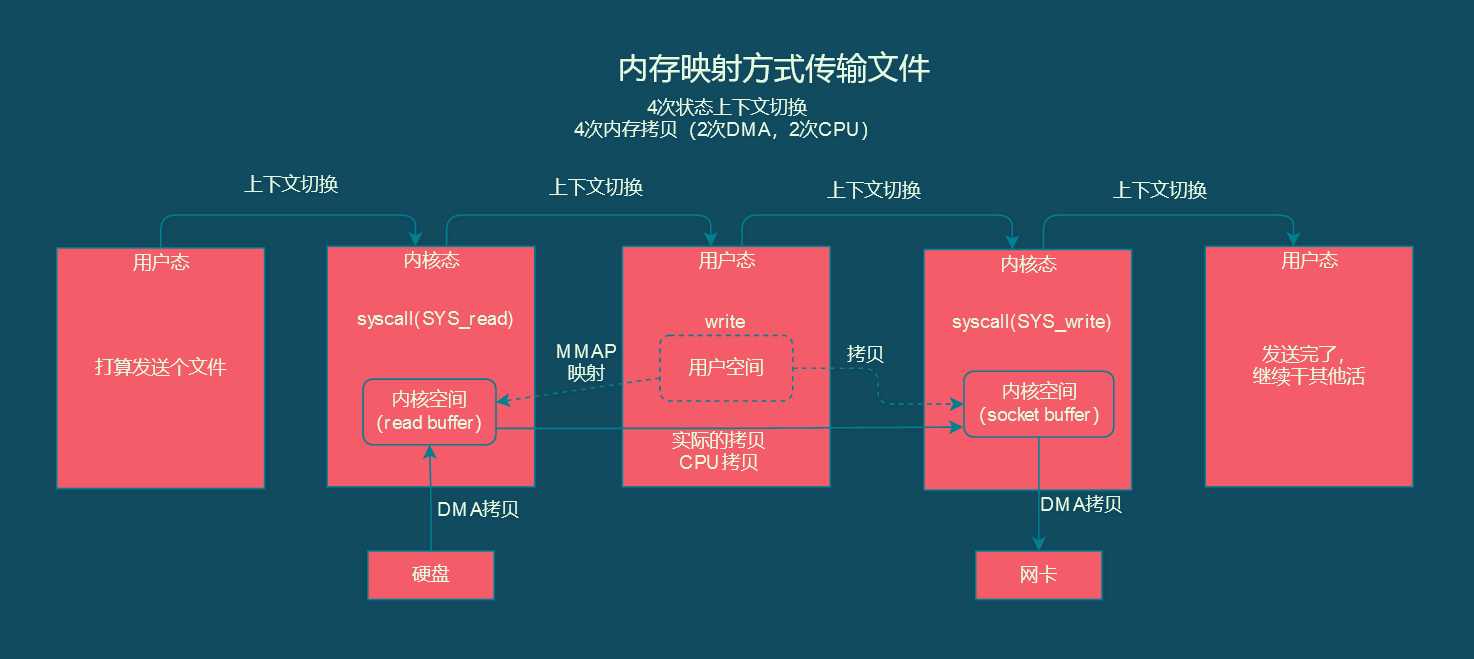 内存映射方式传输文件
4次状态上下文切换
4次内存拷贝（2次DMA，2次CPU）
上下文切换
上下文切换
上下文切换
上下文切换
用户态
打算发送个文件
内核态
syscall(SYS_read)
内核空间
(read buffer)
MMAP
映射
用户态
write
用户空间
实际的拷贝
CPU拷贝
拷贝
内核态
syscall(SYS_write)
内核空间
(socket buffer)
用户态
发送完了，
继续干其他活
DMA拷贝
DMA拷贝
硬盘
网卡